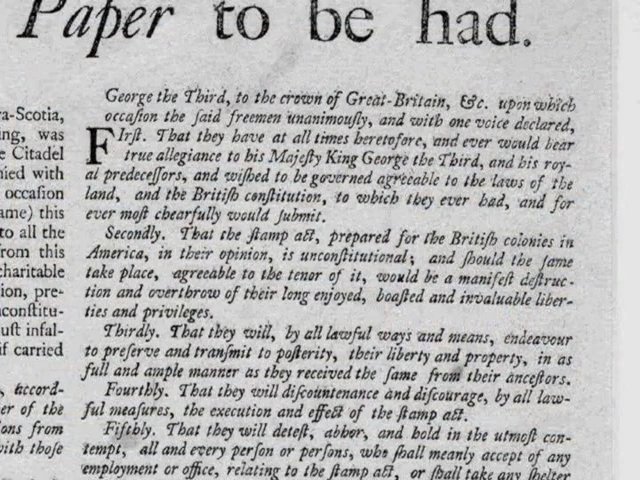 Paper to be had.
a-Scotia,
ing, was
e Citadel
nied with
occaſion
ame) this
to all the
from this
charitable
ion, pre-
nconſtitu-
uſt infal-
if carried
, accord-
er of the
ons from
with thoſe
George the Third, to the crown of Great-Britain, &c. upon which
occaſion the ſaid freemen unanimouſly, and with one voice declared,
FIrſt. That they have at all times heretofore, and ever would bear
true allegiance to his Majeſty King George the Third, and his roy-
al predeceſſors, and wiſhed to be governed agreeable to the laws of the
land, and the Britiſh conſtitution, to which they ever had, and for
ever moſt chearfully would ſubmit.
Secondly. That the ſtamp act, prepared for the Britiſh colonies in
America, in their opinion, is unconſtitutional; and ſhould the ſame
take place, agreeable to the tenor of it, would be a manifeſt deſtruc-
tion and overthrow of their long enjoyed, boaſted and invaluable liber-
ties and privileges.
Thirdly. That they will, by all lawful ways and means, endeavour
to preſerve and tranſmit to poſterity, their liberty and property, in as
full and ample manner as they received the ſame from their anceſtors.
Fourthly. That they will diſcountenance and diſcourage, by all law-
ful meaſures, the execution and effect of the ſtamp act.
Fifthly. That they will deteſt, abhor, and hold in the utmoſt con-
tempt, all and every perſon or perſons, who ſhall meanly accept of any
employment or office, relating to the ſtamp act, or ſhall take any ſhelter